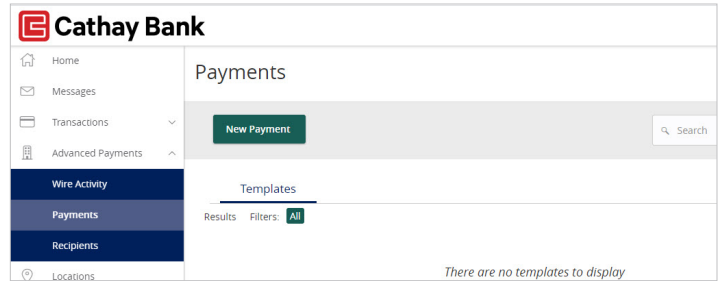 Cathay Bank
Home
Messages
Transactions
Advanced Payments
Wire Activity
Payments
Recipients
Locations
Payments
New Payment
Search
Templates
Results Filters: All
There are no templates to display